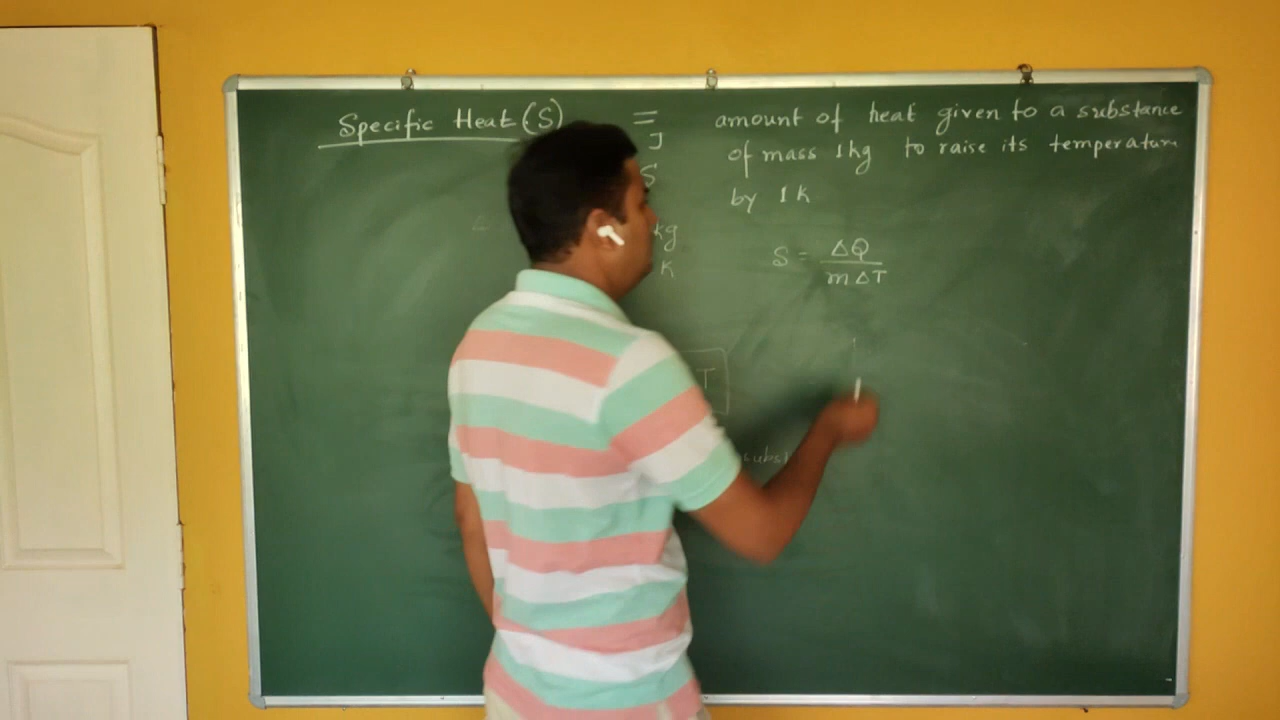 Specific Heat (S) = amount of heat given to a substance
J of mass 1kg to raise its temperature
S by 1 K
kg S = ΔQ / mΔT
K
T
subst